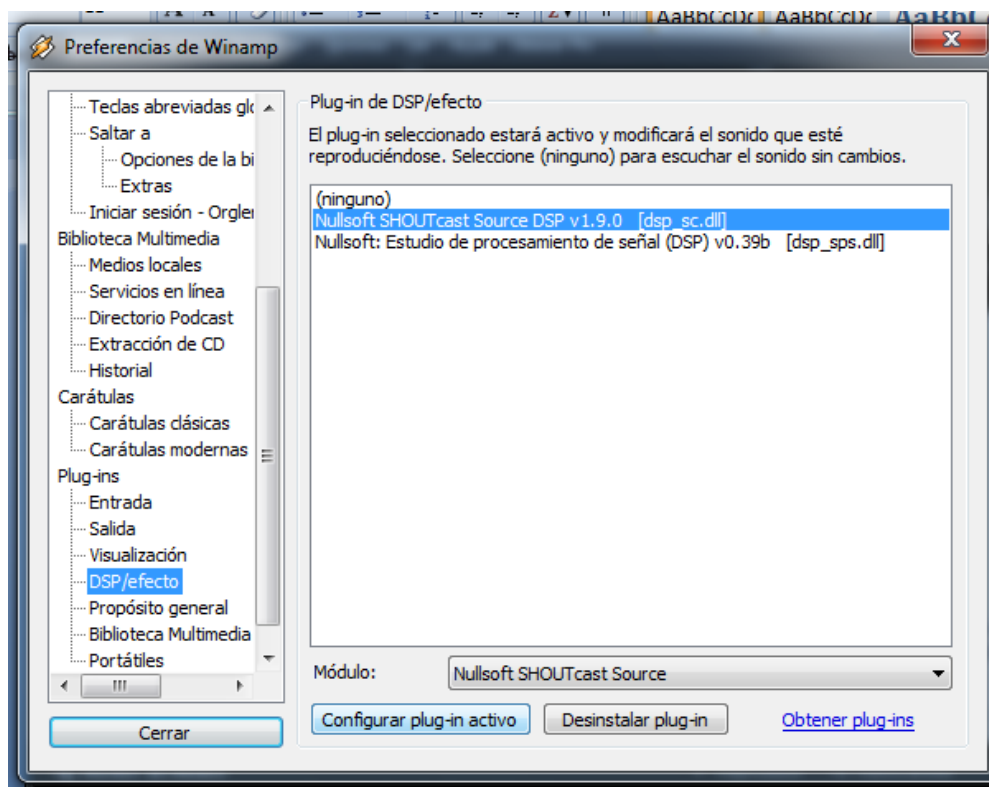 AaBbCcDc AaBbCcDc AaBbC
Preferencias de Winamp
Teclas abreviadas glo
Saltar a
Opciones de la bi
Extras
Iniciar sesión - Orgler
Biblioteca Multimedia
Medios locales
Servicios en línea
Directorio Podcast
Extracción de CD
Historial
Carátulas
Carátulas clásicas
Carátulas modernas
Plug-ins
Entrada
Salida
Visualización
DSP/efecto
Propósito general
Biblioteca Multimedia
Portátiles
Cerrar
Plug-in de DSP/efecto
El plug-in seleccionado estará activo y modificará el sonido que esté
reproduciéndose. Seleccione (ninguno) para escuchar el sonido sin cambios.
(ninguno)
Nullsoft SHOUTcast Source DSP v1.9.0 [dsp_sc.dll]
Nullsoft: Estudio de procesamiento de señal (DSP) v0.39b [dsp_sps.dll]
Módulo: Nullsoft SHOUTcast Source
Configurar plug-in activo Desinstalar plug-in Obtener plug-ins